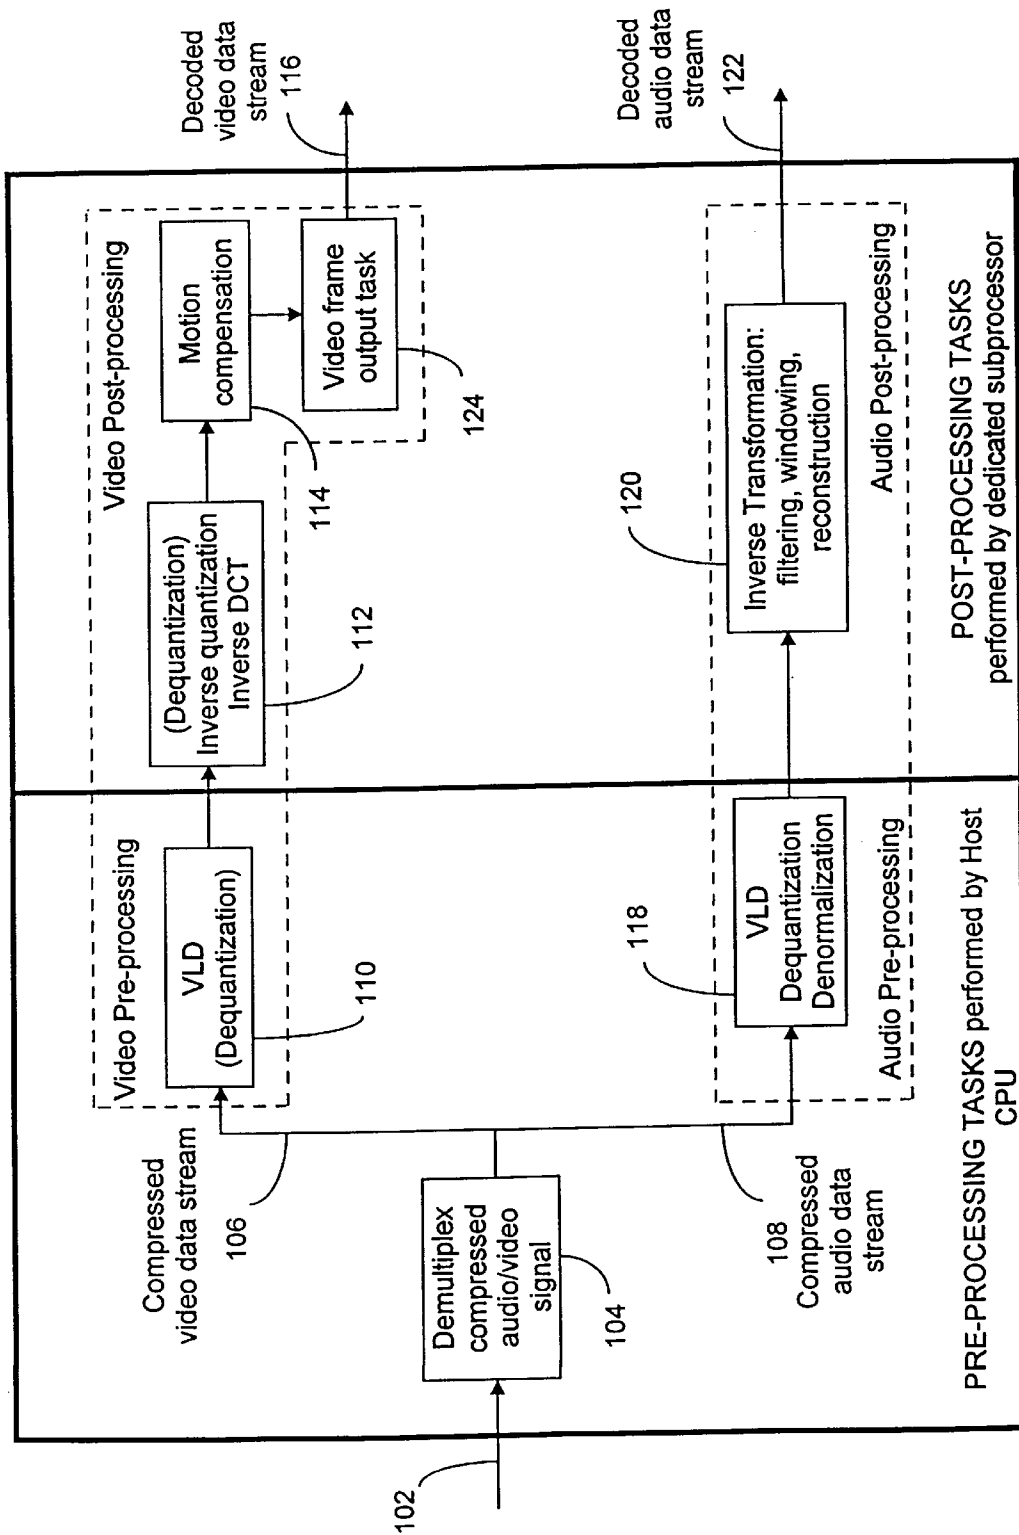 102
Demultiplex
compressed
audio/video
signal
104
Compressed
video data stream
106
108
Compressed
audio data
stream
Video Pre-processing
VLD
(Dequantization)
110
118
VLD
Dequantization
Denormalization
Audio Pre-processing
PRE-PROCESSING TASKS performed by Host
CPU
Video Post-processing
(Dequantization)
Inverse quantization
Inverse DCT
112
Motion
compensation
114
Video frame
output task
124
Decoded
video data
stream
116
120
Inverse Transformation:
filtering, windowing,
reconstruction
Audio Post-processing
Decoded
audio data
stream
122
POST-PROCESSING TASKS
performed by dedicated subprocessor